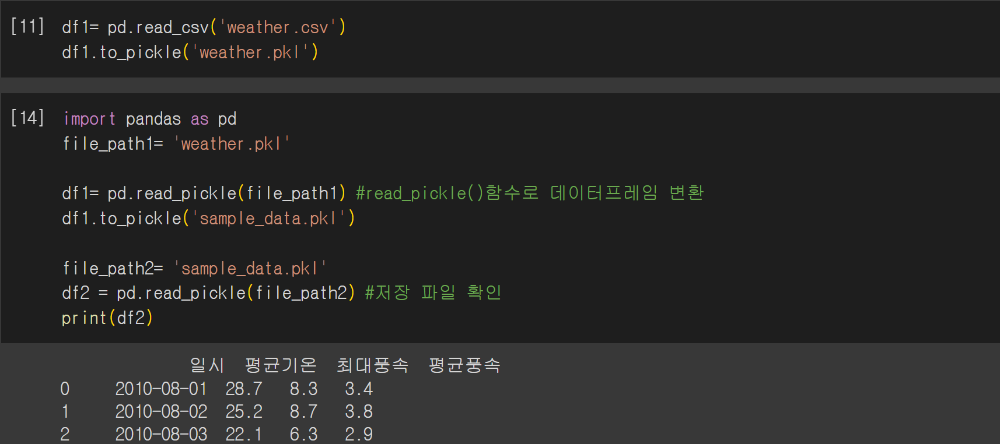 [11] df1= pd.read_csv('weather.csv')
df1.to_pickle('weather.pkl')
[14] import pandas as pd
file_path1= 'weather.pkl'
df1= pd.read_pickle(file_path1) #read_pickle()함수로 데이터프레임 변환
df1.to_pickle('sample_data.pkl')
file_path2= 'sample_data.pkl'
df2 = pd.read_pickle(file_path2) #저장 파일 확인
print(df2)
일시 평균기온 최대풍속 평균풍속
0 2010-08-01 28.7 8.3 3.4
1 2010-08-02 25.2 8.7 3.8
2 2010-08-03 22.1 6.3 2.9